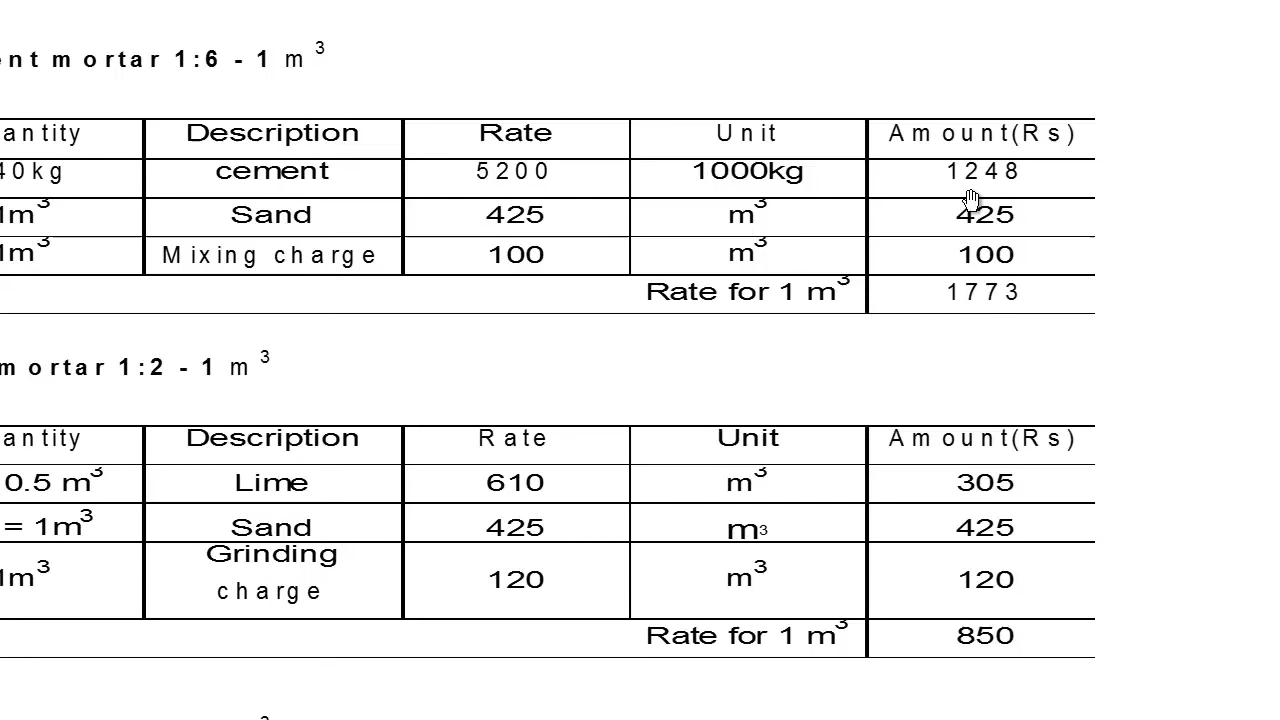 ent mortar 1:6 - 1 m³
antity Description Rate Unit Amount(Rs)
40kg cement 5200 1000kg 1248
1m³ Sand 425 m³ 425
1m³ Mixing charge 100 m³ 100
Rate for 1 m³ 1773
mortar 1:2 - 1 m³
antity Description Rate Unit Amount(Rs)
0.5 m³ Lime 610 m³ 305
= 1m³ Sand 425 m³ 425
1m³ Grinding charge 120 m³ 120
Rate for 1 m³ 850